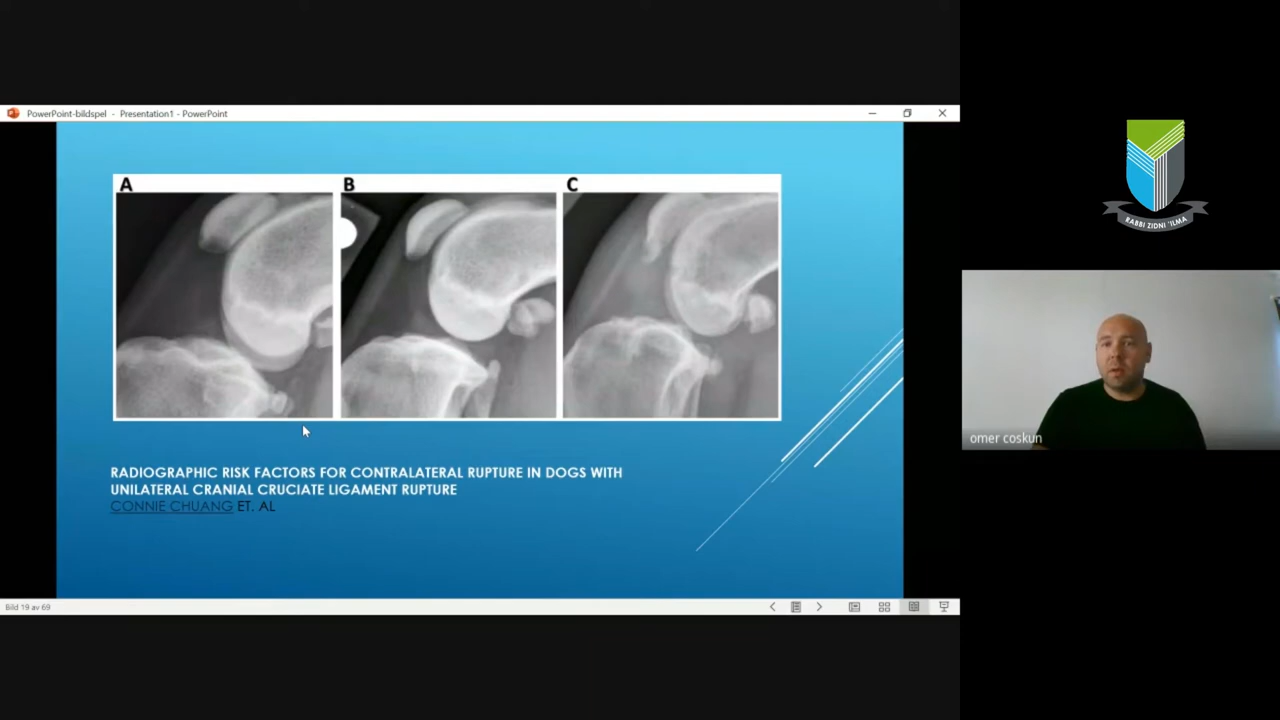 PowerPoint-bildspel - Presentation1 - PowerPoint
A
B
C
RADIOGRAPHIC RISK FACTORS FOR CONTRALATERAL RUPTURE IN DOGS WITH
UNILATERAL CRANIAL CRUCIATE LIGAMENT RUPTURE
CONNIE CHUANG ET. AL
Bild 19 av 69
RABBI ZIDNI 'ILMA
omer coskun